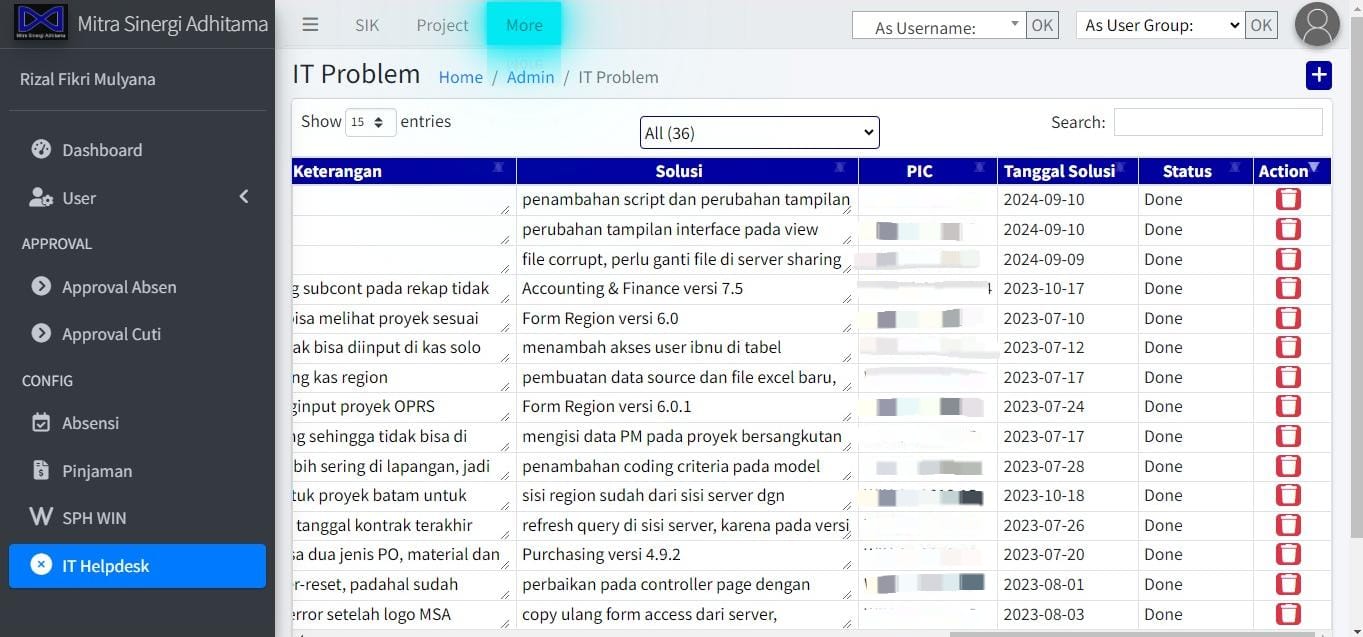 Mitra Sinergi Adhitama
SIK Project More As Username: OK As User Group: OK
Rizal Fikri Mulyana
IT Problem Home / Admin / IT Problem
Show 15 entries All (36) Search:
Dashboard
User
APPROVAL
Approval Absen
Approval Cuti
CONFIG
Absensi
Pinjaman
SPH WIN
IT Helpdesk
Keterangan Solusi PIC Tanggal Solusi Status Action
penambahan script dan perubahan tampilan 2024-09-10 Done
perubahan tampilan interface pada view 2024-09-10 Done
file corrupt, perlu ganti file di server sharing 2024-09-09 Done
g subcont pada rekap tidak Accounting & Finance versi 7.5 2023-10-17 Done
isa melihat proyek sesuai Form Region versi 6.0 2023-07-10 Done
ak bisa diinput di kas solo menambah akses user ibnu di tabel 2023-07-12 Done
ng kas region pembuatan data source dan file excel baru, 2023-07-17 Done
ginput proyek OPRS Form Region versi 6.0.1 2023-07-24 Done
ng sehingga tidak bisa di mengisi data PM pada proyek bersangkutan 2023-07-17 Done
bih sering di lapangan, jadi penambahan coding criteria pada model 2023-07-28 Done
tuk proyek batam untuk sisi region sudah dari sisi server dgn 2023-10-18 Done
tanggal kontrak terakhir refresh query di sisi server, karena pada versi 2023-07-26 Done
sa dua jenis PO, material dan Purchasing versi 4.9.2 2023-07-20 Done
er-reset, padahal sudah perbaikan pada controller page dengan 2023-08-01 Done
error setelah logo MSA copy ulang form access dari server, 2023-08-03 Done